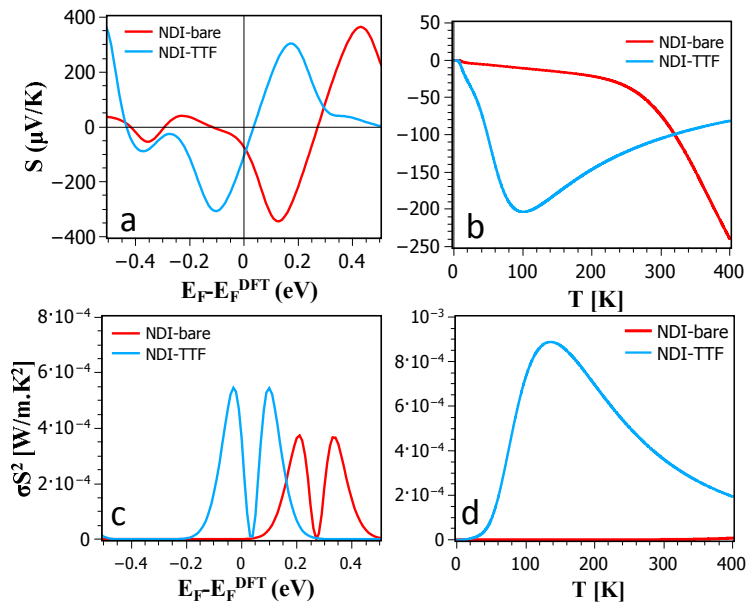 400
200
0
−200
−400
S (µV/K)
NDI-bare
NDI-TTF
a
−0.4 −0.2 0 0.2 0.4
E_F-E_F^DFT (eV)
50
0
−50
−100
−150
−200
−250
NDI-bare
NDI-TTF
b
0 100 200 300 400
T [K]
8·10⁻⁴
6·10⁻⁴
4·10⁻⁴
2·10⁻⁴
0
σS² [W/m.K²]
NDI-bare
NDI-TTF
c
−0.4 −0.2 0 0.2 0.4
E_F-E_F^DFT (eV)
10⁻³
8·10⁻⁴
6·10⁻⁴
4·10⁻⁴
2·10⁻⁴
0
NDI-bare
NDI-TTF
d
0 100 200 300 400
T [K]